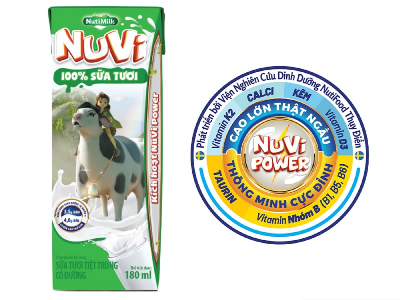 NutiMilk
NuVi
100% SỮA TƯƠI
Kích hoạt NuVi Power
SỮA TƯƠI TIỆT TRÙNG
CÓ ĐƯỜNG
180 ml
Phát triển bởi Viện Nghiên Cứu Dinh Dưỡng NutiFood Thụy Điển
Vitamin K2 CALCI KẼM Vitamin D3
CAO LỚN THẬT NGẦU
NuVi
POWER
THÔNG MINH CỰC ĐỈNH
TAURIN Vitamin Nhóm B (B1, B5, B6)